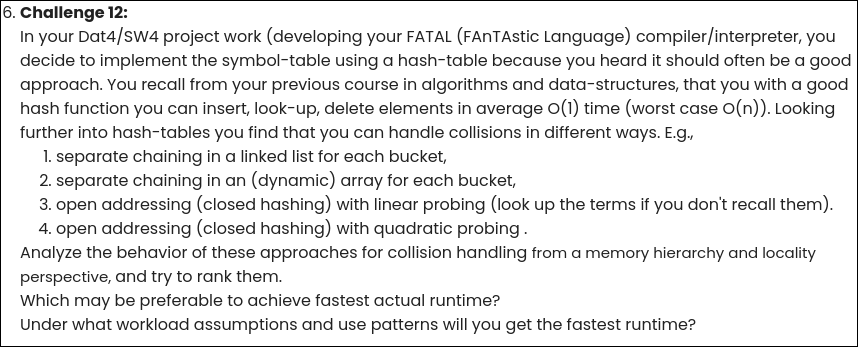 6. Challenge 12:
In your Dat4/SW4 project work (developing your FATAL (FAnTAstic Language) compiler/interpreter, you
decide to implement the symbol-table using a hash-table because you heard it should often be a good
approach. You recall from your previous course in algorithms and data-structures, that you with a good
hash function you can insert, look-up, delete elements in average O(1) time (worst case O(n)). Looking
further into hash-tables you find that you can handle collisions in different ways. E.g.,
1. separate chaining in a linked list for each bucket,
2. separate chaining in an (dynamic) array for each bucket,
3. open addressing (closed hashing) with linear probing (look up the terms if you don't recall them).
4. open addressing (closed hashing) with quadratic probing .
Analyze the behavior of these approaches for collision handling from a memory hierarchy and locality
perspective, and try to rank them.
Which may be preferable to achieve fastest actual runtime?
Under what workload assumptions and use patterns will you get the fastest runtime?